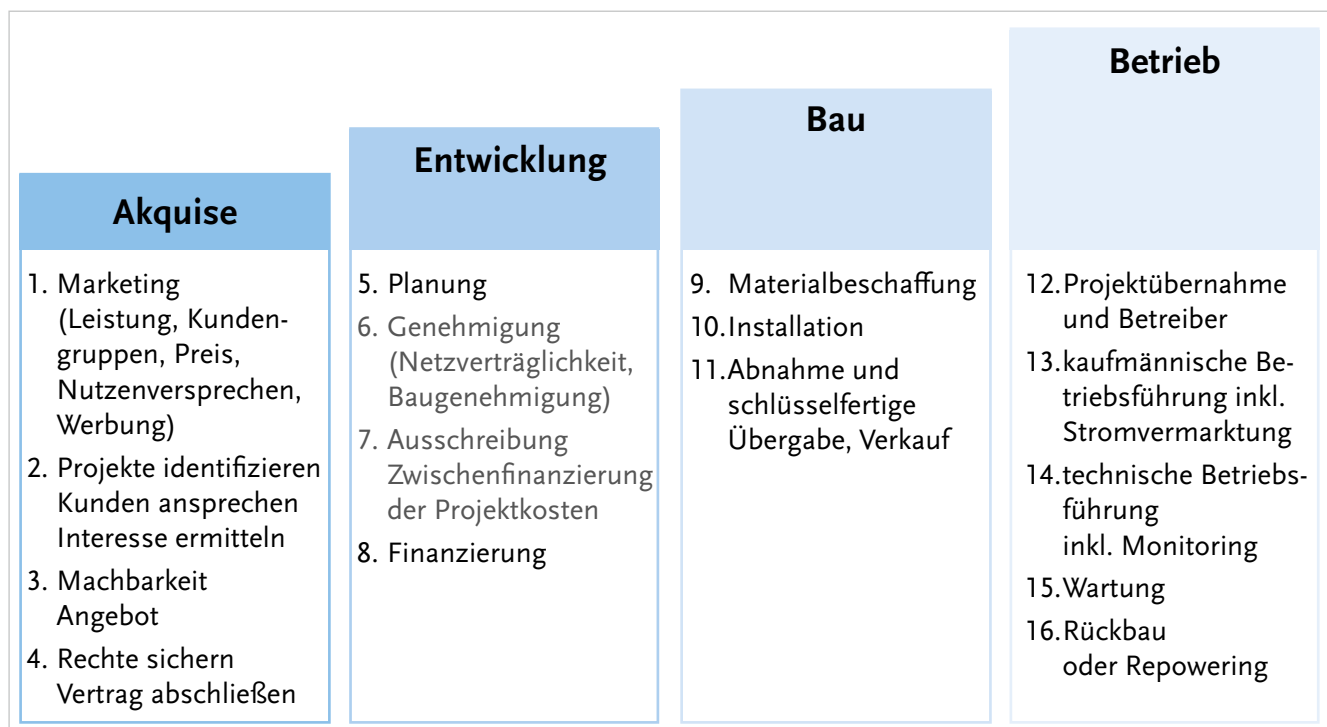 Akquise
1. Marketing
(Leistung, Kunden-
gruppen, Preis,
Nutzenversprechen,
Werbung)
2. Projekte identifizieren
Kunden ansprechen
Interesse ermitteln
3. Machbarkeit
Angebot
4. Rechte sichern
Vertrag abschließen
Entwicklung
5. Planung
6. Genehmigung
(Netzverträglichkeit,
Baugenehmigung)
7. Ausschreibung
Zwischenfinanzierung
der Projektkosten
8. Finanzierung
Bau
9. Materialbeschaffung
10. Installation
11. Abnahme und
schlüsselfertige
Übergabe, Verkauf
Betrieb
12. Projektübernahme
und Betreiber
13. kaufmännische Be-
triebsführung inkl.
Stromvermarktung
14. technische Betriebs-
führung
inkl. Monitoring
15. Wartung
16. Rückbau
oder Repowering